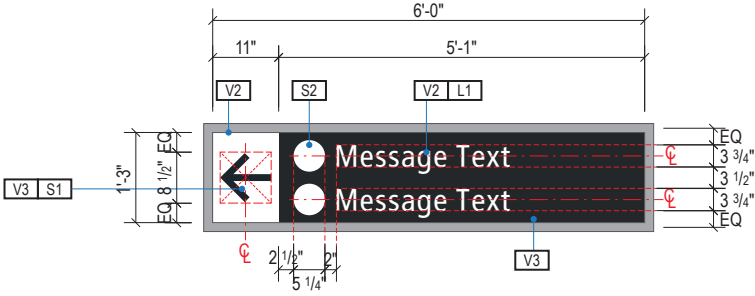 6'-0"
11" 5'-1"
V2 S2 V2 L1
EQ EQ
Message Text 3 3/4"
1'-3" 8 1/2" 3 1/2"
V3 S1
Message Text 3 3/4"
EQ EQ
2 1/2" 2" V3
5 1/4"